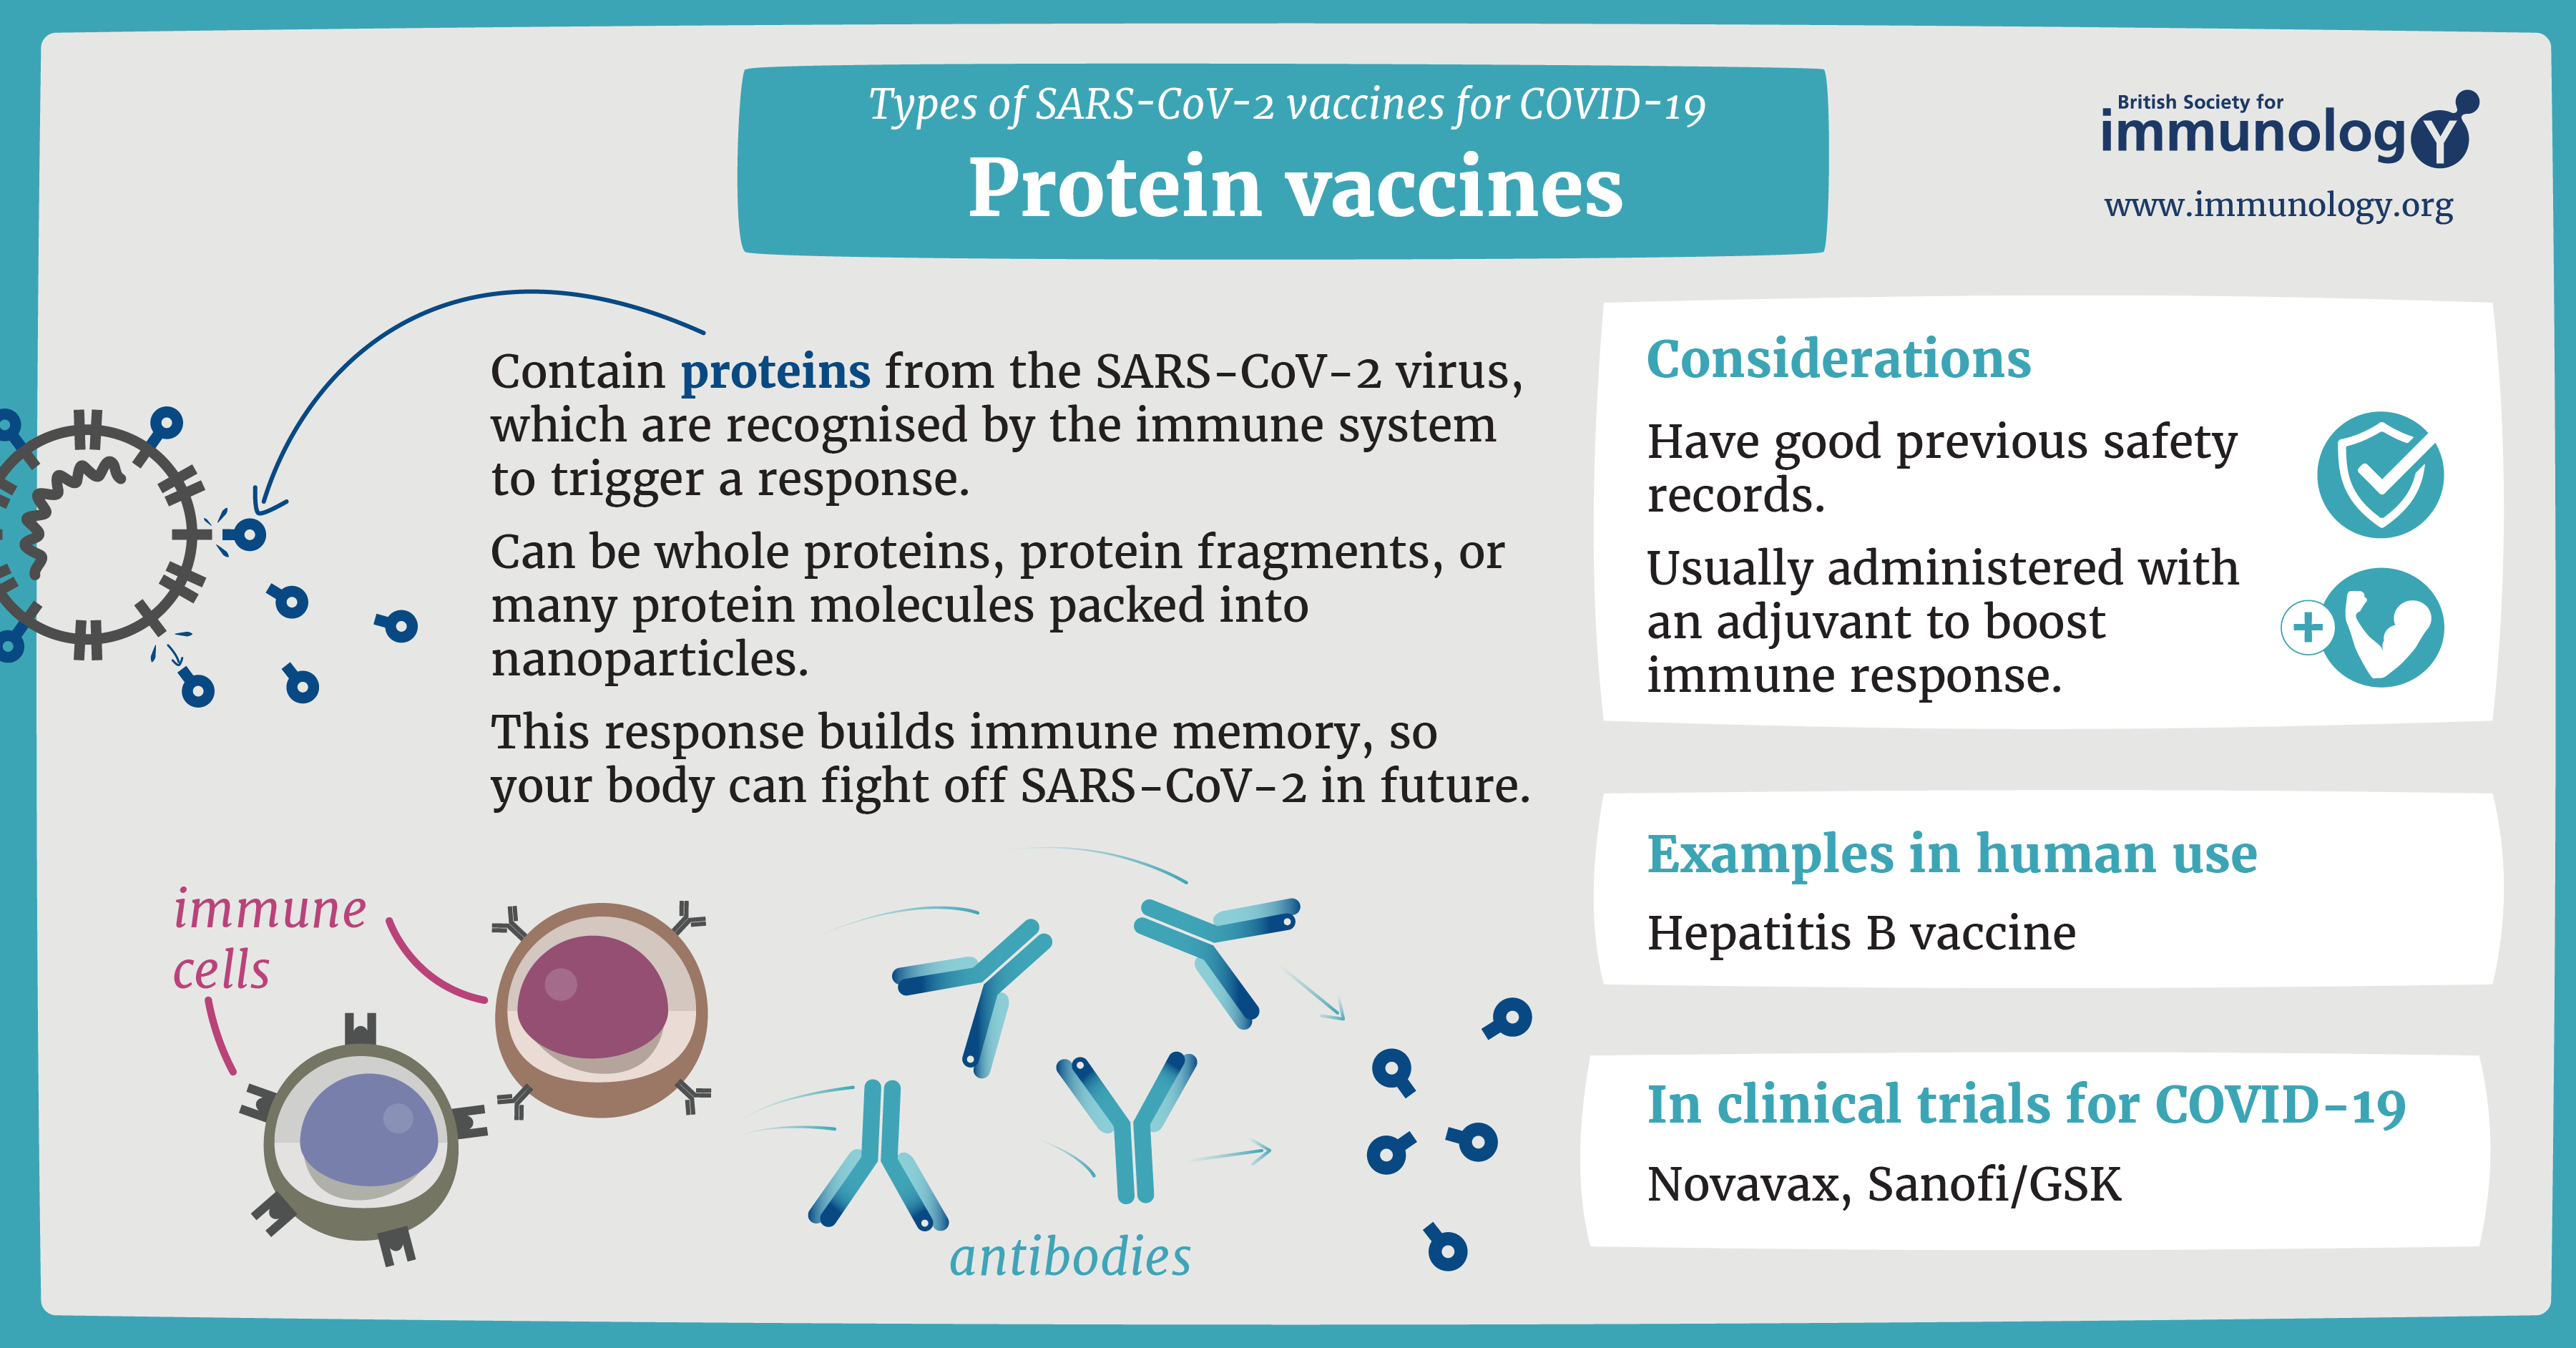 Types of SARS-CoV-2 vaccines for COVID-19
Protein vaccines
British Society for
immunology
www.immunology.org
Contain proteins from the SARS-CoV-2 virus,
which are recognised by the immune system
to trigger a response.
Can be whole proteins, protein fragments, or
many protein molecules packed into
nanoparticles.
This response builds immune memory, so
your body can fight off SARS-CoV-2 in future.
immune
cells
antibodies
Considerations
Have good previous safety
records.
Usually administered with
an adjuvant to boost
immune response.
Examples in human use
Hepatitis B vaccine
In clinical trials for COVID-19
Novavax, Sanofi/GSK